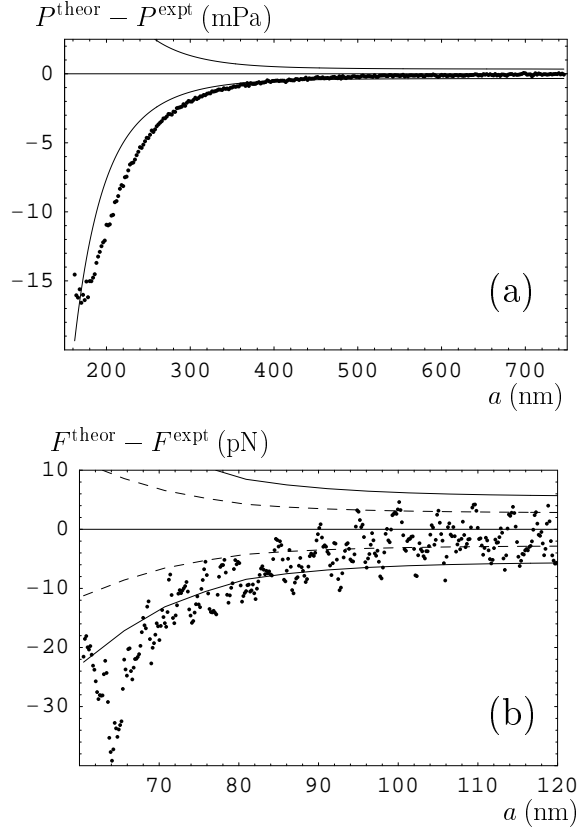 P^theor − P^expt (mPa)
0
−5
−10
−15
(a)
200 300 400 500 600 700
a (nm)
F^theor − F^expt (pN)
10
0
−10
−20
−30
(b)
70 80 90 100 110 120
a (nm)